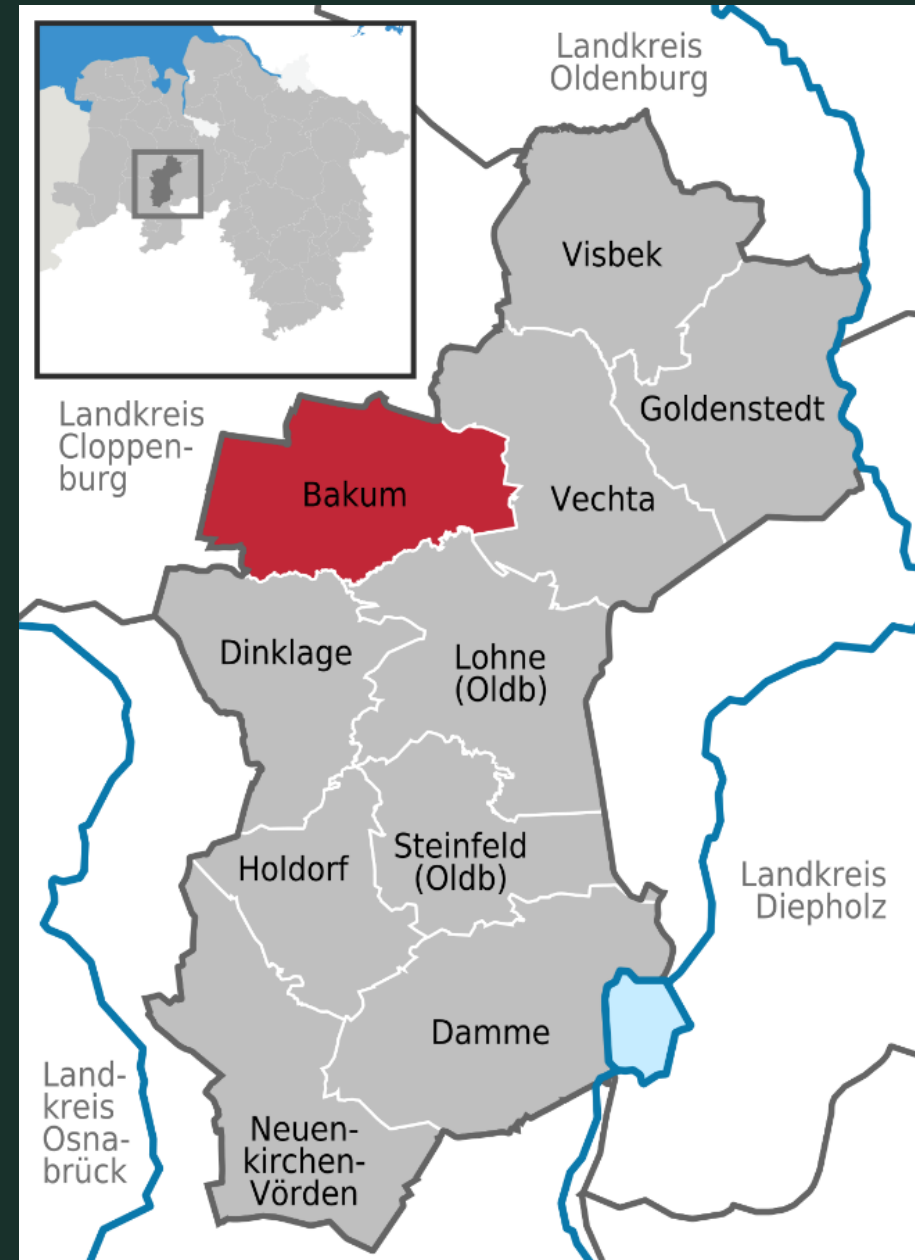 Landkreis
Oldenburg
Visbek
Goldenstedt
Landkreis
Cloppen-
burg
Bakum
Vechta
Dinklage
Lohne
(Oldb)
Steinfeld
(Oldb)
Holdorf
Landkreis
Diepholz
Damme
Land-
kreis
Osna-
brück
Neuen-
kirchen-
Vörden